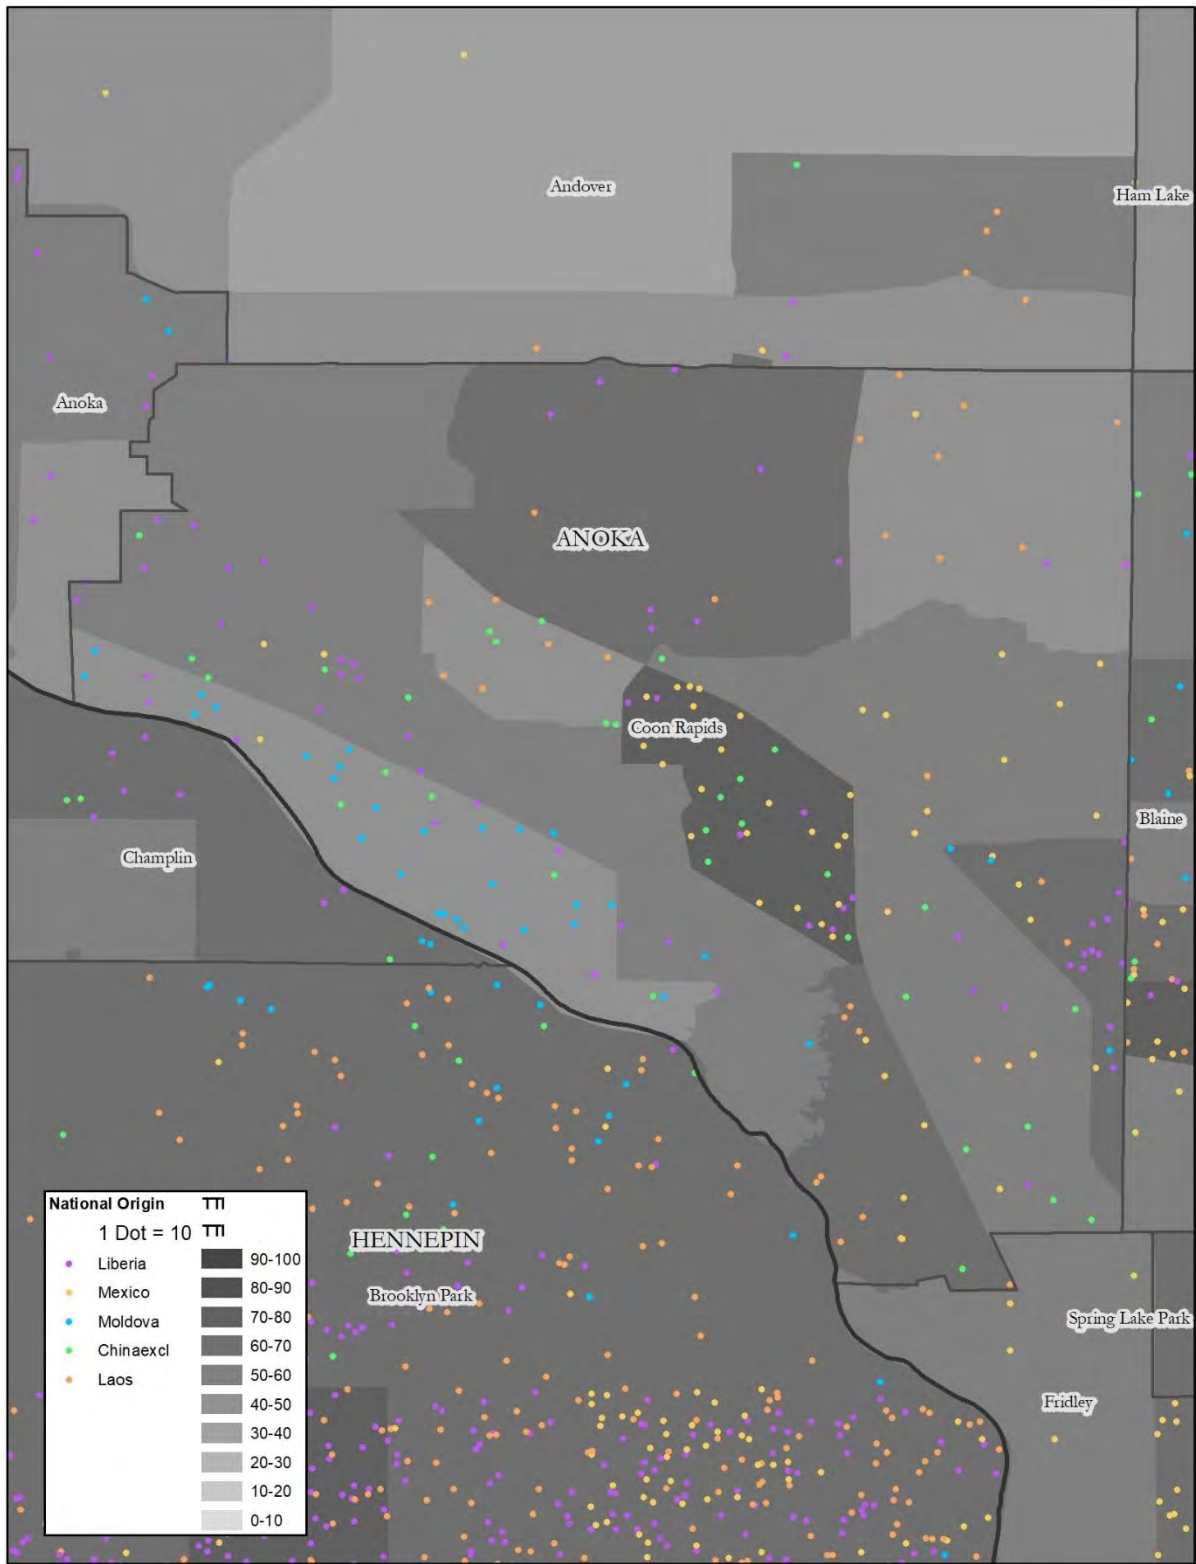 Andover
Ham Lake
Anoka
ANOKA
Coon Rapids
Blaine
Champlin
HENNEPIN
Brooklyn Park
Spring Lake Park
Fridley
National Origin TTI
1 Dot = 10 TTI
Liberia
Mexico
Moldova
Chinaexcl
Laos
90-100
80-90
70-80
60-70
50-60
40-50
30-40
20-30
10-20
0-10